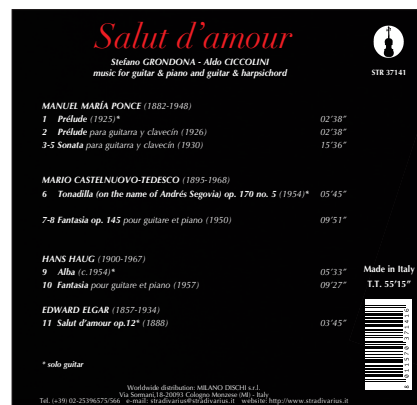 Salut d'amour
Stefano GRONDONA - Aldo CICCOLINI
music for guitar & piano and guitar & harpsichord
STR 37141
MANUEL MARÍA PONCE (1882-1948)
1 Prélude (1925)* 02'38"
2 Prélude para guitarra y clavecín (1926) 02'38"
3-5 Sonata para guitarra y clavecín (1930) 15'36"
MARIO CASTELNUOVO-TEDESCO (1895-1968)
6 Tonadilla (on the name of Andrés Segovia) op. 170 no. 5 (1954)* 05'45"
7-8 Fantasia op. 145 pour guitare et piano (1950) 09'51"
HANS HAUG (1900-1967)
9 Alba (c.1954)* 05'33"
10 Fantasia pour guitare et piano (1957) 09'27"
Made in Italy
T.T. 55'15"
EDWARD ELGAR (1857-1934)
11 Salut d'amour op.12* (1888) 03'45"
8 011570 371416
* solo guitar
Worldwide distribution: MILANO DISCHI s.r.l.
Via Sormani,18-20093 Cologno Monzese (MI) - Italy
Tel. (+39) 02-25396575/566 e-mail: stradivarius@stradivarius.it website: http://www.stradivarius.it